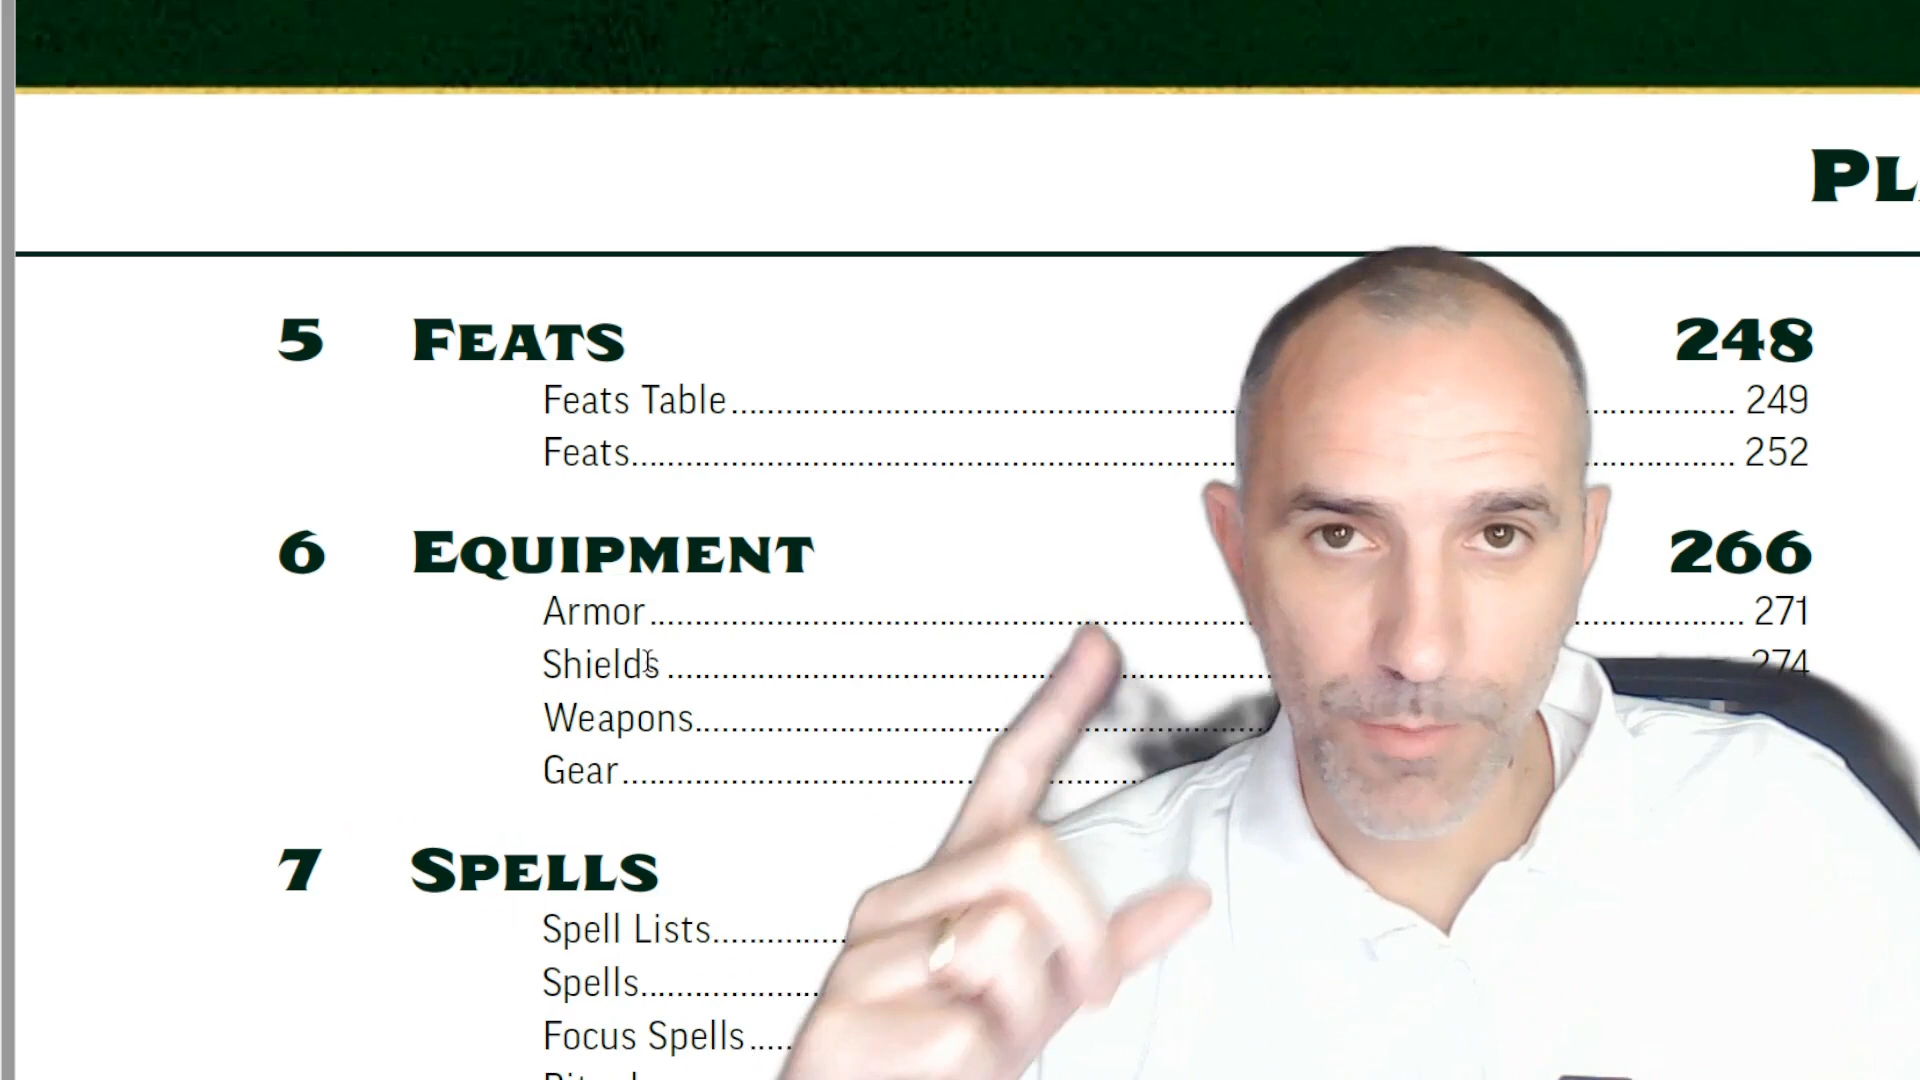 5 FEATS 248
Feats Table 249
Feats 252
6 EQUIPMENT 266
Armor 271
Shields 274
Weapons
Gear
7 SPELLS
Spell Lists
Spells
Focus Spells